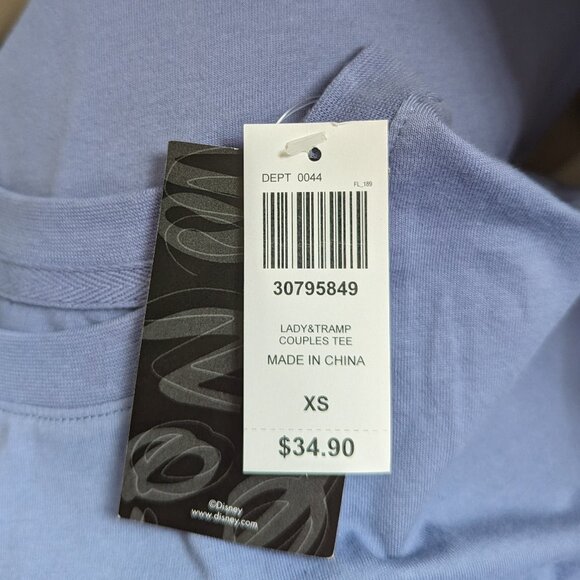 DEPT 0044
FL_189
30795849
LADY&TRAMP
COUPLES TEE
MADE IN CHINA
XS
$34.90
©Disney
www.disney.com